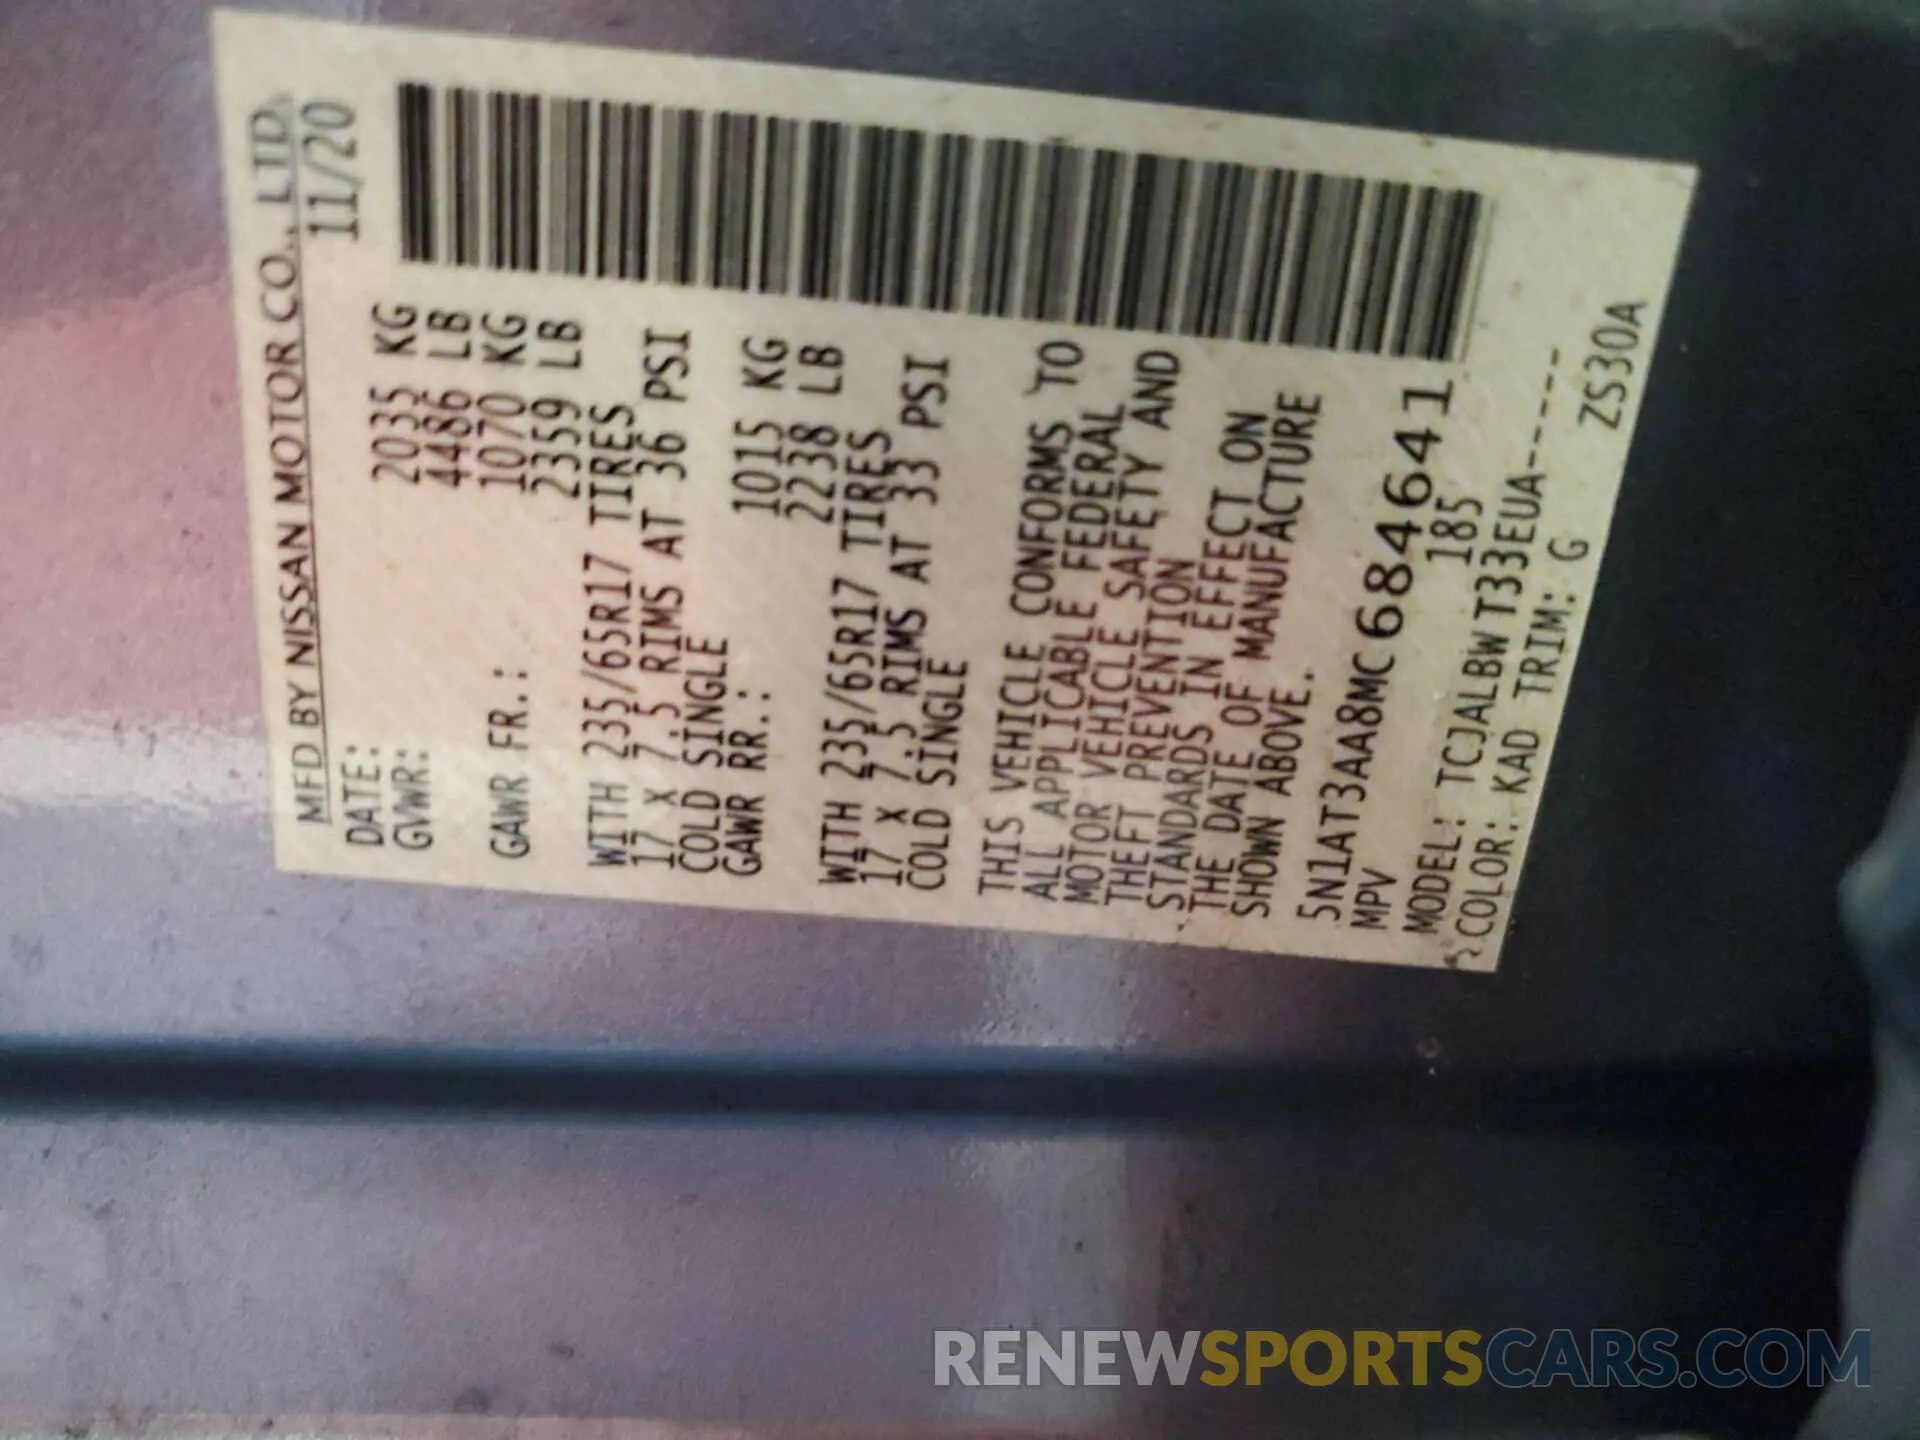 MFD BY NISSAN MOTOR CO., LTD.
DATE: 11/20
GVWR: 2035 KG
4486 LB
GAWR FR.: 1070 KG
2359 LB
WITH 235/65R17 TIRES
17 X 7.5 RIMS AT 36 PSI
COLD SINGLE
GAWR RR.: 1015 KG
2238 LB
WITH 235/65R17 TIRES
17 X 7.5 RIMS AT 33 PSI
COLD SINGLE
THIS VEHICLE CONFORMS TO
ALL APPLICABLE FEDERAL
MOTOR VEHICLE SAFETY AND
THEFT PREVENTION
STANDARDS IN EFFECT ON
THE DATE OF MANUFACTURE
SHOWN ABOVE.
5N1AT3AA8MC684641
MPV 185
MODEL: TCJALBWT33EUA-----
COLOR: KAD TRIM: G ZS30A
RENEWSPORTSCARS.COM